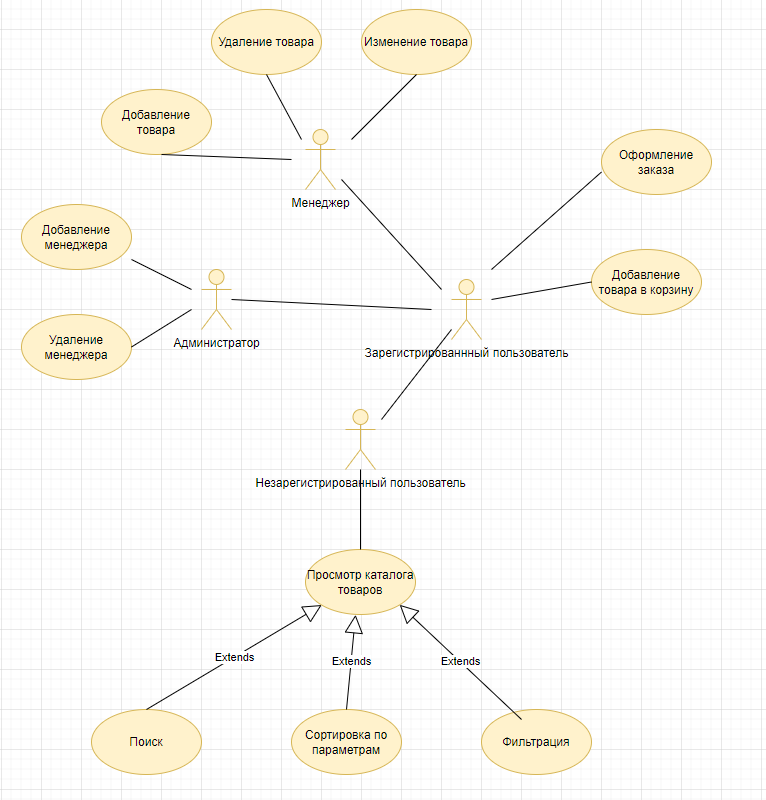 Удаление товара
Изменение товара
Добавление
товара
Менеджер
Оформление
заказа
Добавление
менеджера
Добавление
товара в корзину
Администратор
Удаление
менеджера
Зарегистрированнный пользователь
Незарегистрированный пользователь
Просмотр каталога
товаров
Extends
Extends
Extends
Поиск
Сортировка по
параметрам
Фильтрация